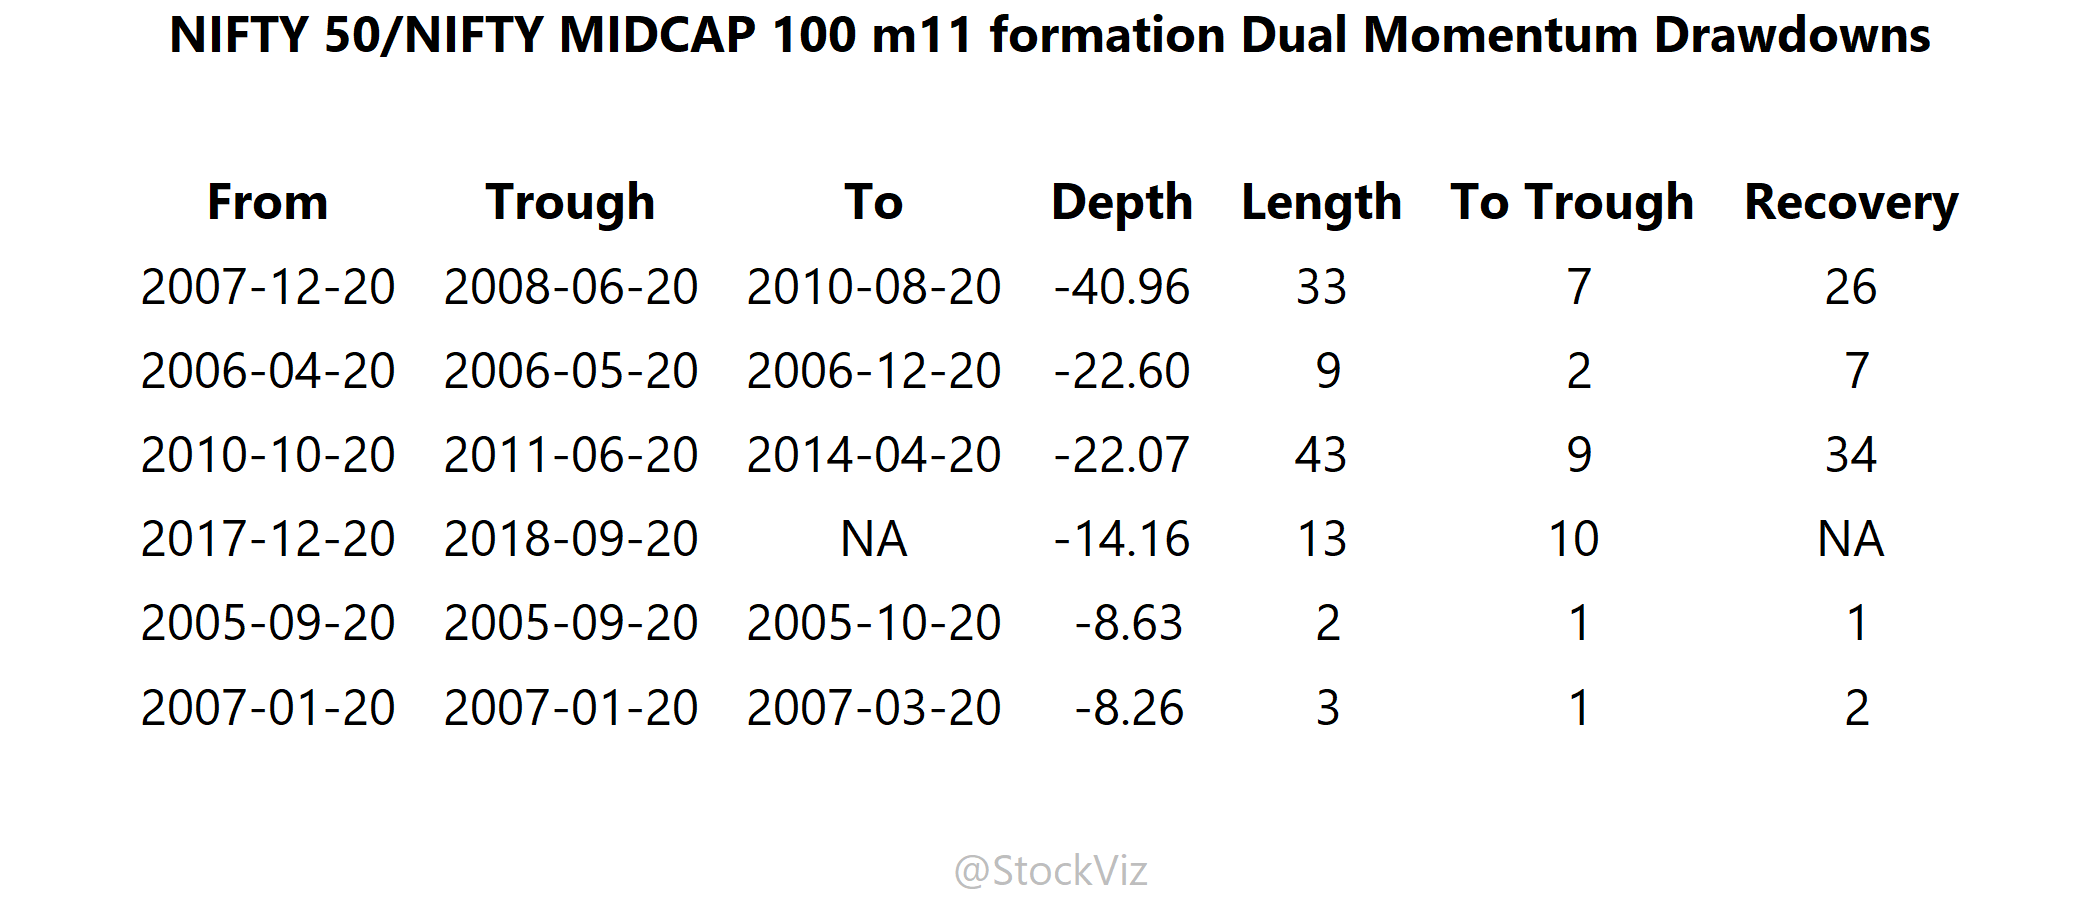 NIFTY 50/NIFTY MIDCAP 100 m11 formation Dual Momentum Drawdowns
From Trough To Depth Length To Trough Recovery
2007-12-20 2008-06-20 2010-08-20 -40.96 33 7 26
2006-04-20 2006-05-20 2006-12-20 -22.60 9 2 7
2010-10-20 2011-06-20 2014-04-20 -22.07 43 9 34
2017-12-20 2018-09-20 NA -14.16 13 10 NA
2005-09-20 2005-09-20 2005-10-20 -8.63 2 1 1
2007-01-20 2007-01-20 2007-03-20 -8.26 3 1 2
@StockViz